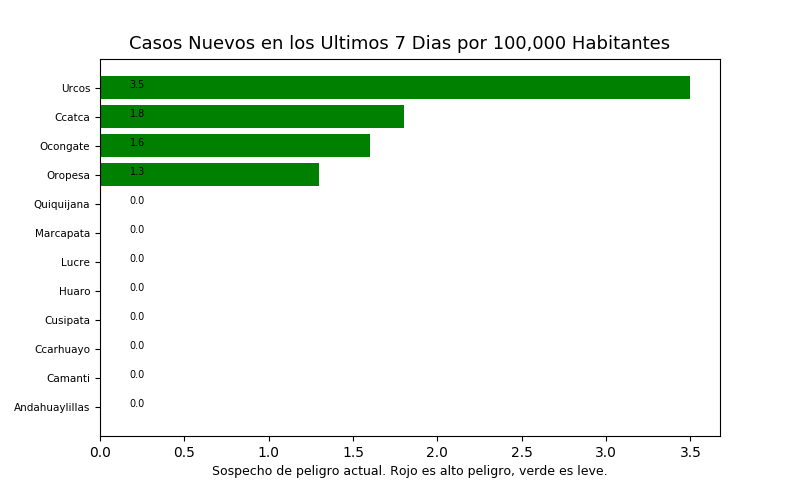 Casos Nuevos en los Ultimos 7 Dias por 100,000 Habitantes
Urcos 3.5
Ccatca 1.8
Ocongate 1.6
Oropesa 1.3
Quiquijana 0.0
Marcapata 0.0
Lucre 0.0
Huaro 0.0
Cusipata 0.0
Ccarhuayo 0.0
Camanti 0.0
Andahuaylillas 0.0
0.0 0.5 1.0 1.5 2.0 2.5 3.0 3.5
Sospecho de peligro actual. Rojo es alto peligro, verde es leve.